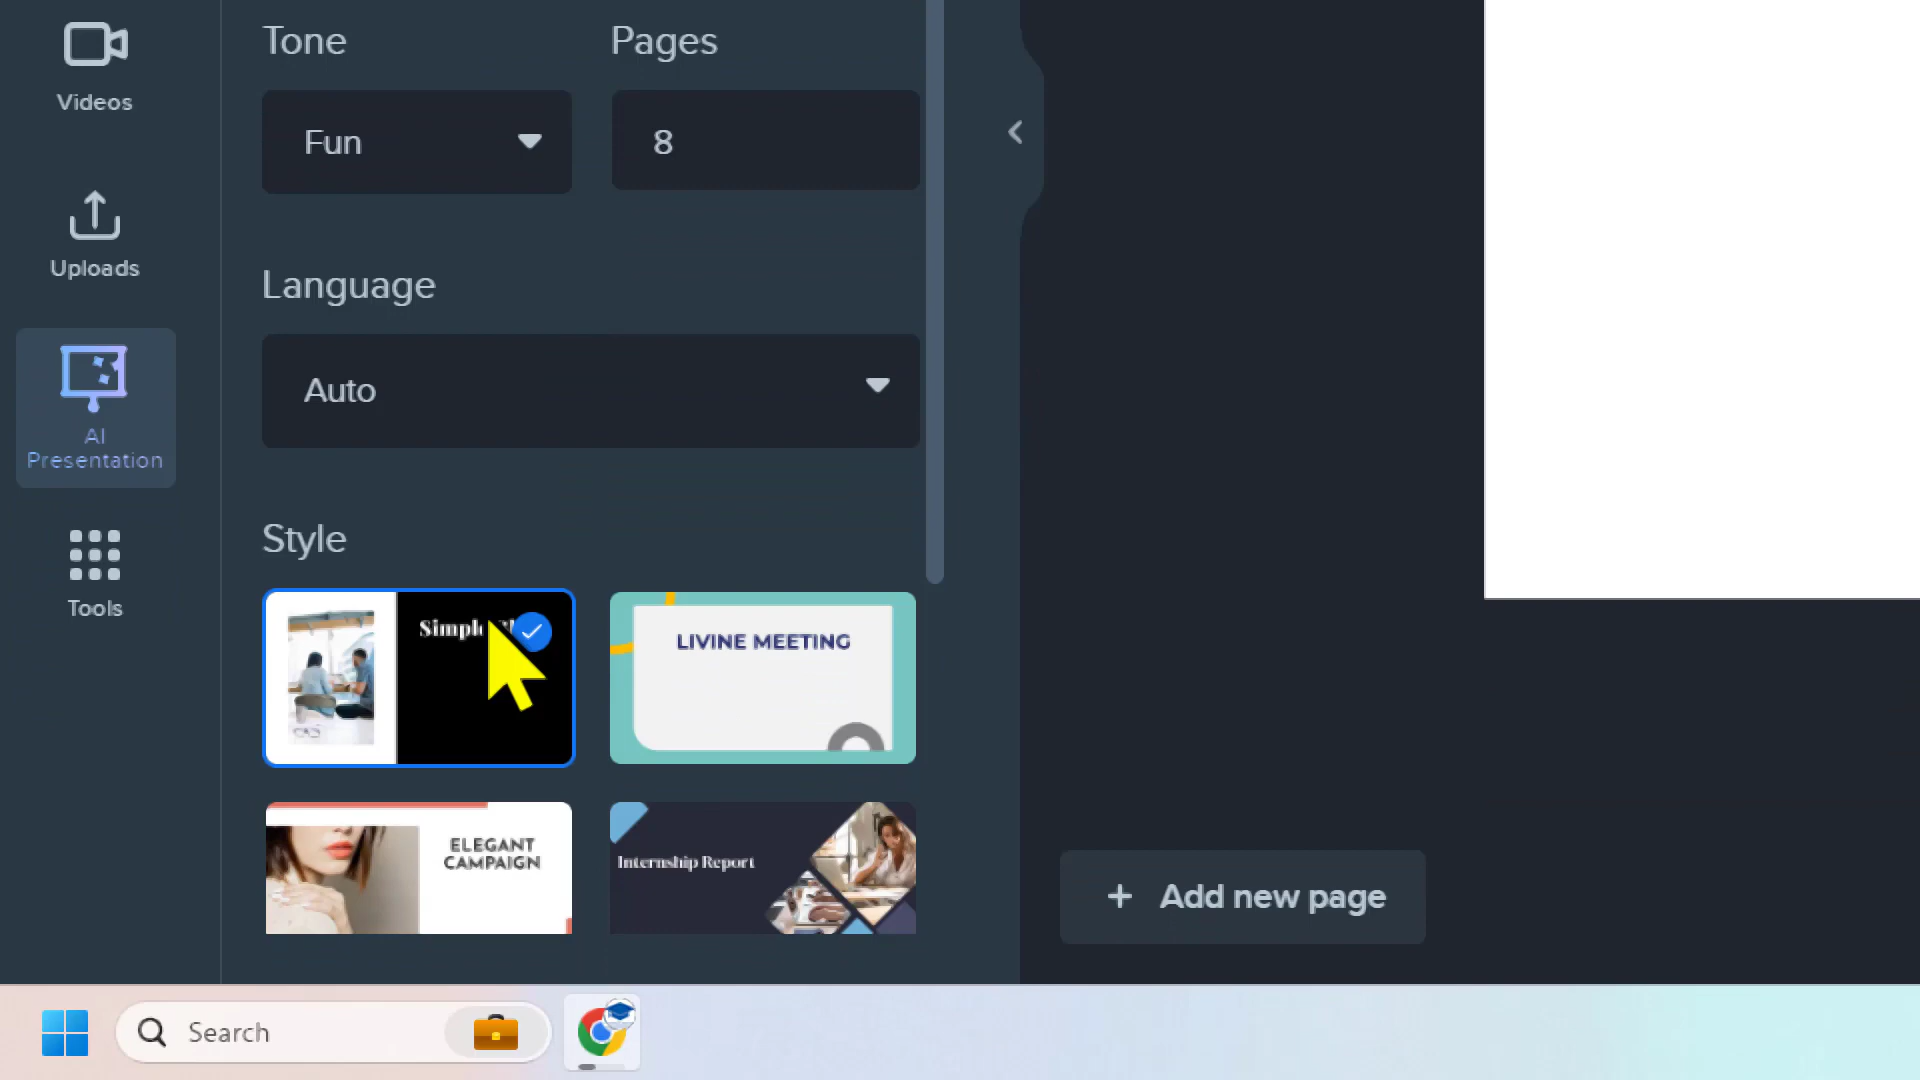 Tone
Pages
Videos
Fun
8
Uploads
Language
Auto
AI
Presentation
Style
Tools
LIVINE MEETING
ELEGANT
CAMPAIGN
Internship Report
+ Add new page
Search